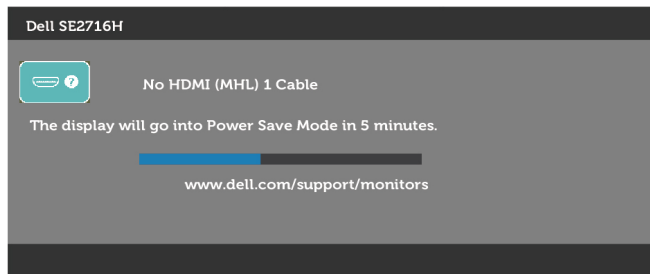 Dell SE2716H
No HDMI (MHL) 1 Cable
The display will go into Power Save Mode in 5 minutes.
www.dell.com/support/monitors